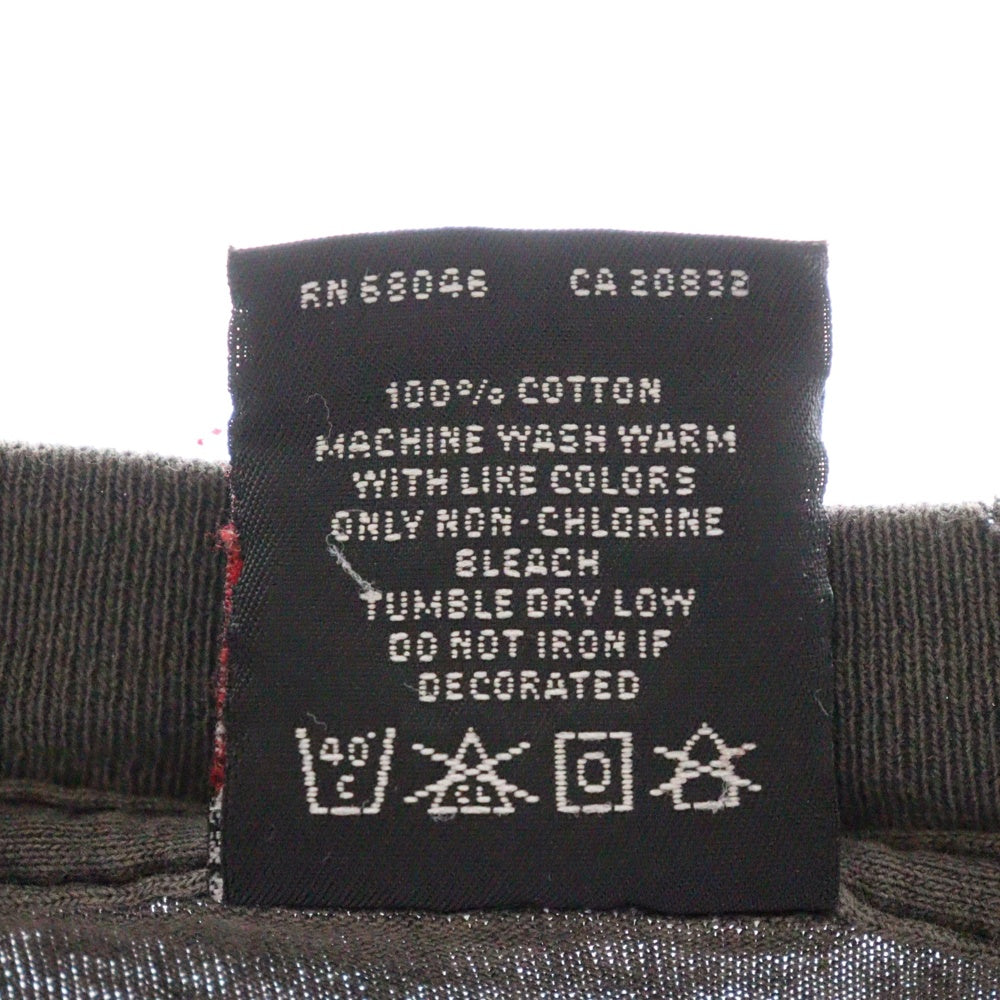 RN 68046 CA 20832
100% COTTON
MACHINE WASH WARM
WITH LIKE COLORS
ONLY NON-CHLORINE
BLEACH
TUMBLE DRY LOW
DO NOT IRON IF
DECORATED
40°
C
CL